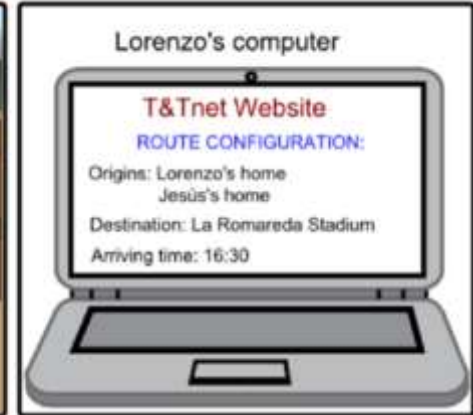 Lorenzo's computer
T&Tnet Website
ROUTE CONFIGURATION:
Origins: Lorenzo's home
Jesús's home
Destination: La Romareda Stadium
Arriving time: 16:30